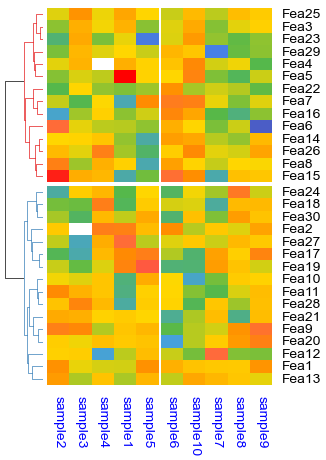 Fea25
Fea3
Fea23
Fea29
Fea4
Fea5
Fea22
Fea7
Fea16
Fea6
Fea14
Fea26
Fea8
Fea15
Fea24
Fea18
Fea30
Fea2
Fea27
Fea17
Fea19
Fea10
Fea11
Fea28
Fea21
Fea9
Fea20
Fea12
Fea1
Fea13
sample2
sample3
sample4
sample1
sample5
sample6
sample10
sample7
sample8
sample9